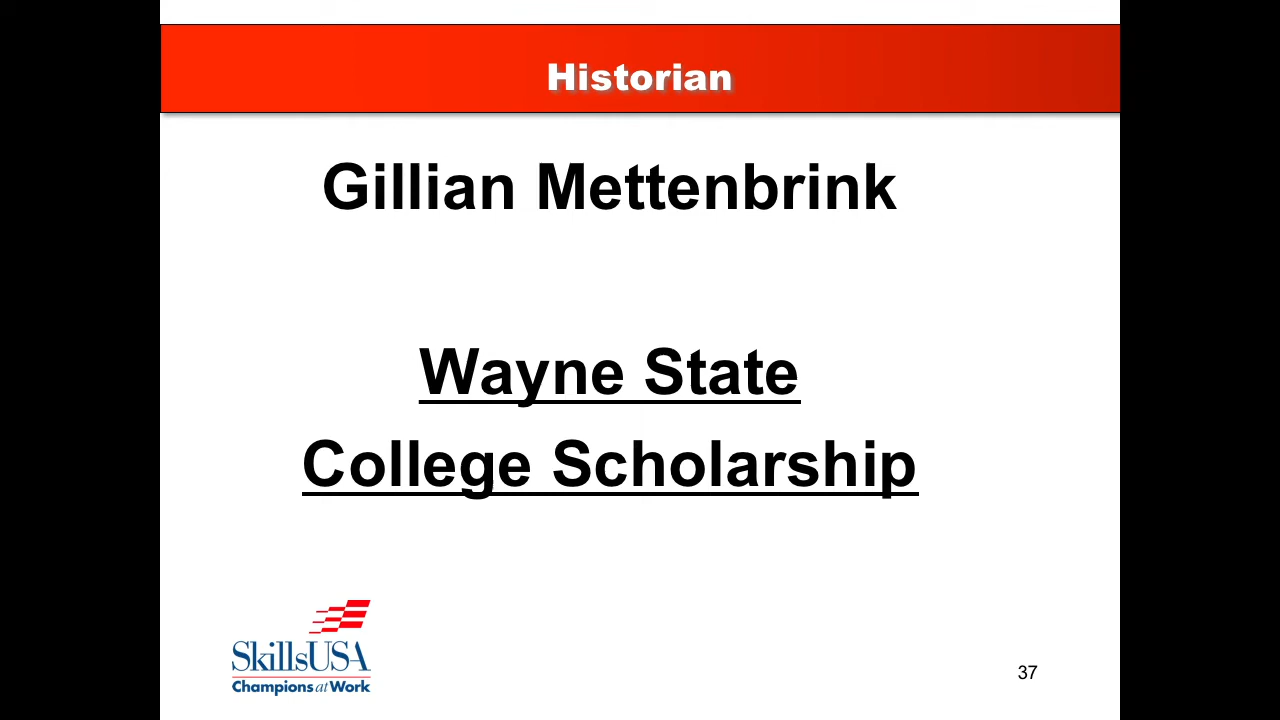 Historian
Gillian Mettenbrink
Wayne State
College Scholarship
SkillsUSA
Champions at Work
37